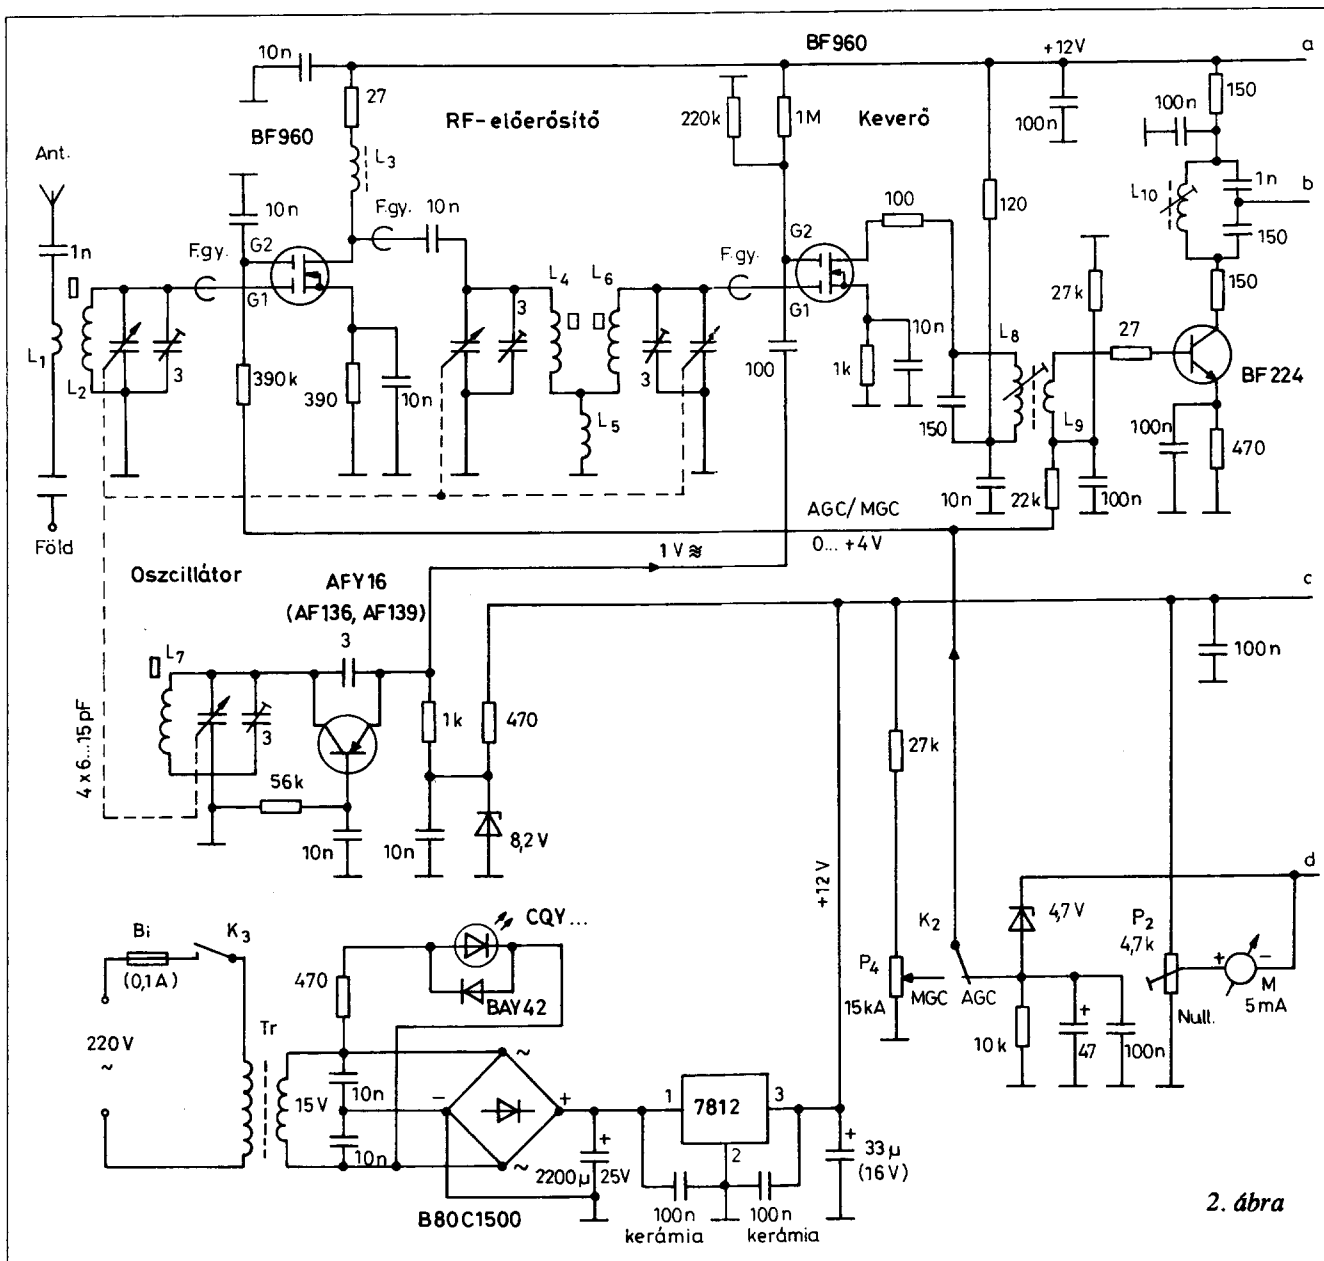 BF960
+12V
a
10n
27
RF-előerősítő
220k
1M
Keverő
100n
100n
150
BF960
Ant.
L3
F.gy.
10n
10n
100
120
L10
1n
b
150
1n
F.gy.
G2
G1
L4
L6
F.gy.
G2
G1
10n
27k
150
L1
L2
3
3
3
L8
27
BF224
390k
390
10n
L5
100
1k
150
L9
100n
470
10n
22k
100n
AGC/MGC
0...+4V
Föld
1V≂
Oszcillátor
AFY16
(AF136, AF139)
c
3
L7
100n
4x6...15pF
3
1k
470
27k
56k
10n
10n
8,2V
+12V
d
CQY...
Bi
(0,1A)
K3
K2
4,7V
P2
4,7k
470
BAY42
P4
15kA
MGC
AGC
+
−
M
5mA
Null.
220V
~
Tr
15V
10n
10n
~
−
+
~
1
7812
3
2
+
10k
47
100n
+
2200µ
25V
+
33µ
(16V)
B80C1500
100n
kerámia
100n
kerámia
2. ábra